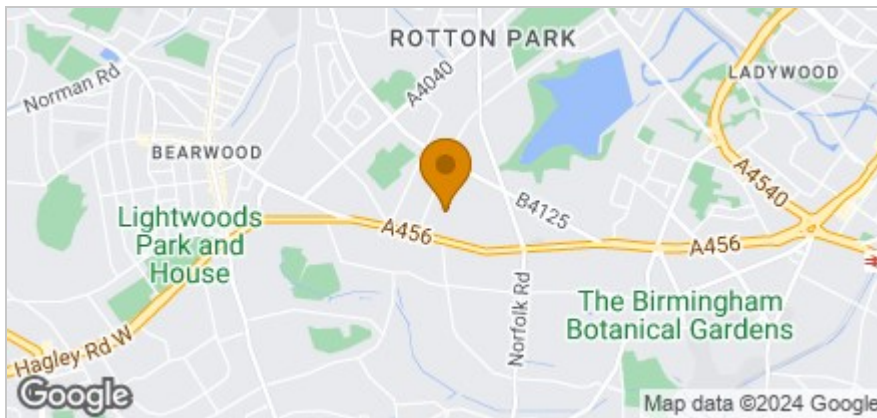 ROTTON PARK
LADYWOOD
Norman Rd
A4040
BEARWOOD
A4540
B4125
Lightwoods
Park and
House
A456
A456
Norfolk Rd
The Birmingham
Botanical Gardens
Hagley Rd W
Google
Map data ©2024 Google